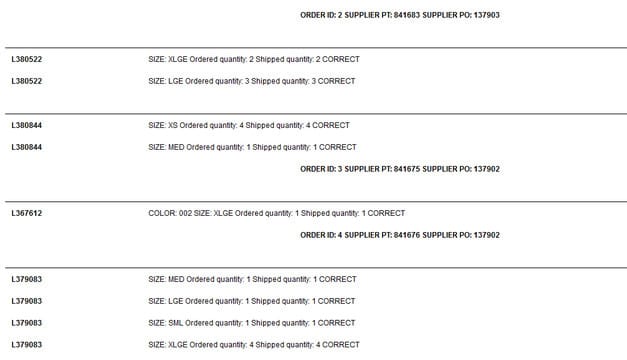 ORDER ID: 2 SUPPLIER PT: 841683 SUPPLIER PO: 137903
L380522 SIZE: XLGE Ordered quantity: 2 Shipped quantity: 2 CORRECT
L380522 SIZE: LGE Ordered quantity: 3 Shipped quantity: 3 CORRECT
L380844 SIZE: XS Ordered quantity: 4 Shipped quantity: 4 CORRECT
L380844 SIZE: MED Ordered quantity: 1 Shipped quantity: 1 CORRECT
ORDER ID: 3 SUPPLIER PT: 841675 SUPPLIER PO: 137902
L367612 COLOR: 002 SIZE: XLGE Ordered quantity: 1 Shipped quantity: 1 CORRECT
ORDER ID: 4 SUPPLIER PT: 841676 SUPPLIER PO: 137902
L379083 SIZE: MED Ordered quantity: 1 Shipped quantity: 1 CORRECT
L379083 SIZE: LGE Ordered quantity: 1 Shipped quantity: 1 CORRECT
L379083 SIZE: SML Ordered quantity: 1 Shipped quantity: 1 CORRECT
L379083 SIZE: XLGE Ordered quantity: 4 Shipped quantity: 4 CORRECT